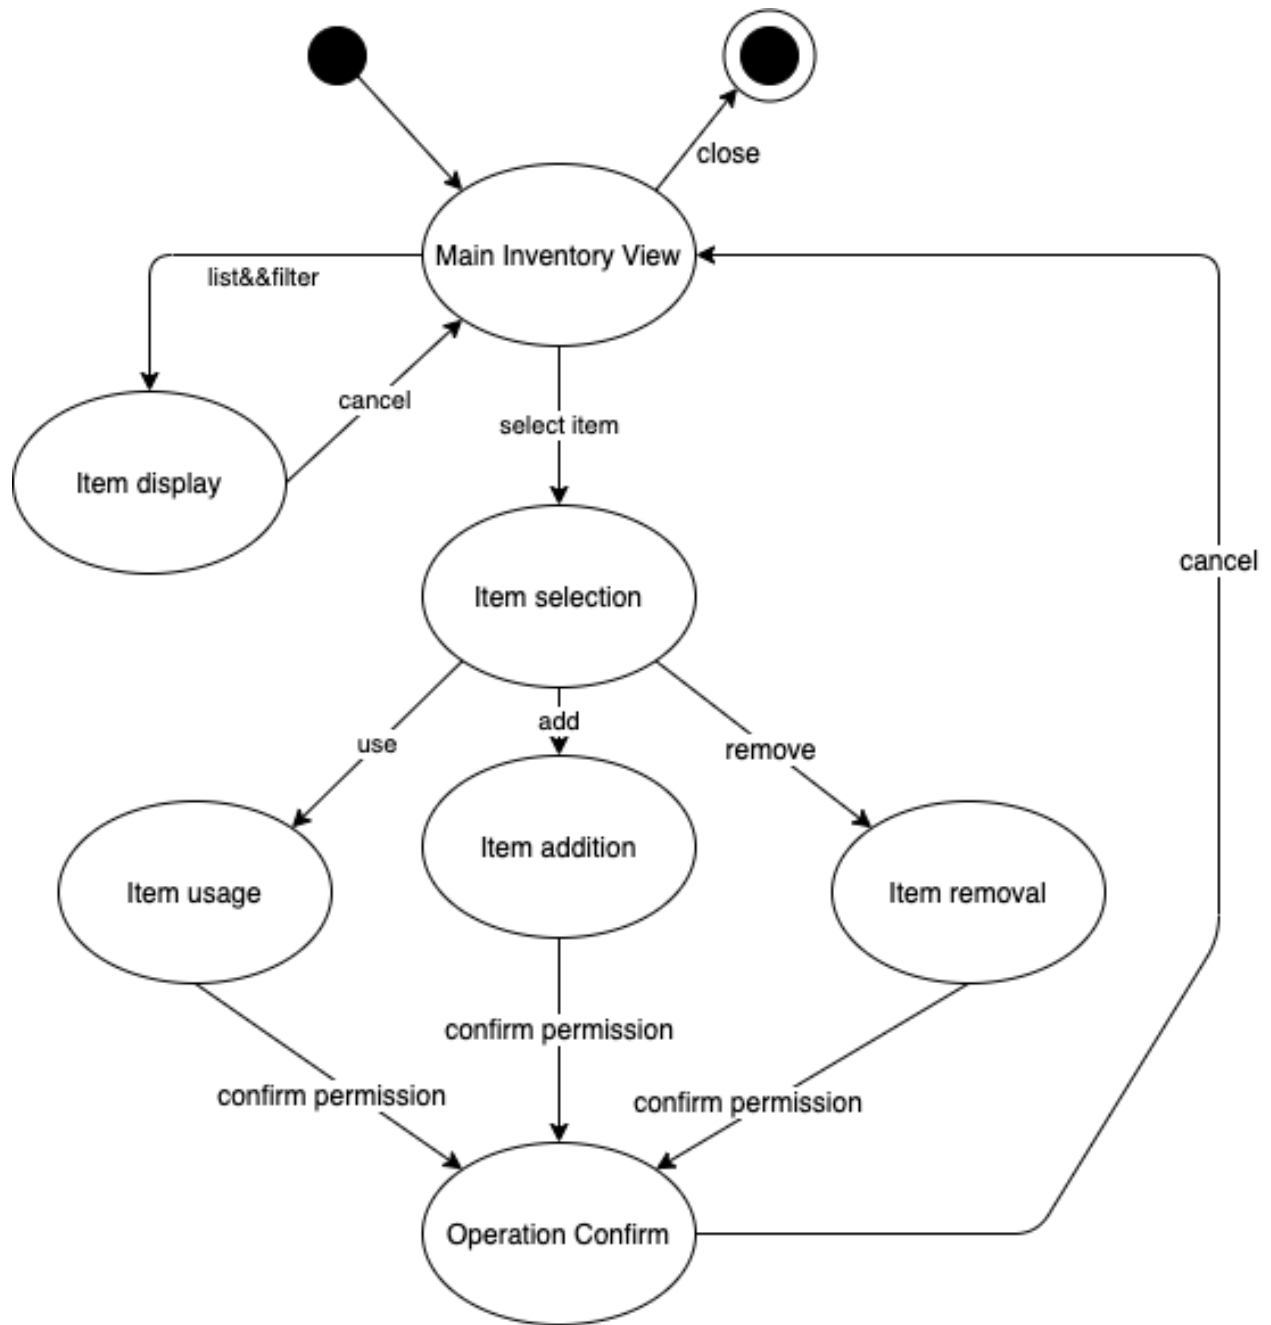 close
Main Inventory View
list&&filter
cancel
select item
Item display
cancel
Item selection
use
add
remove
Item usage
Item addition
Item removal
confirm permission
confirm permission
confirm permission
Operation Confirm